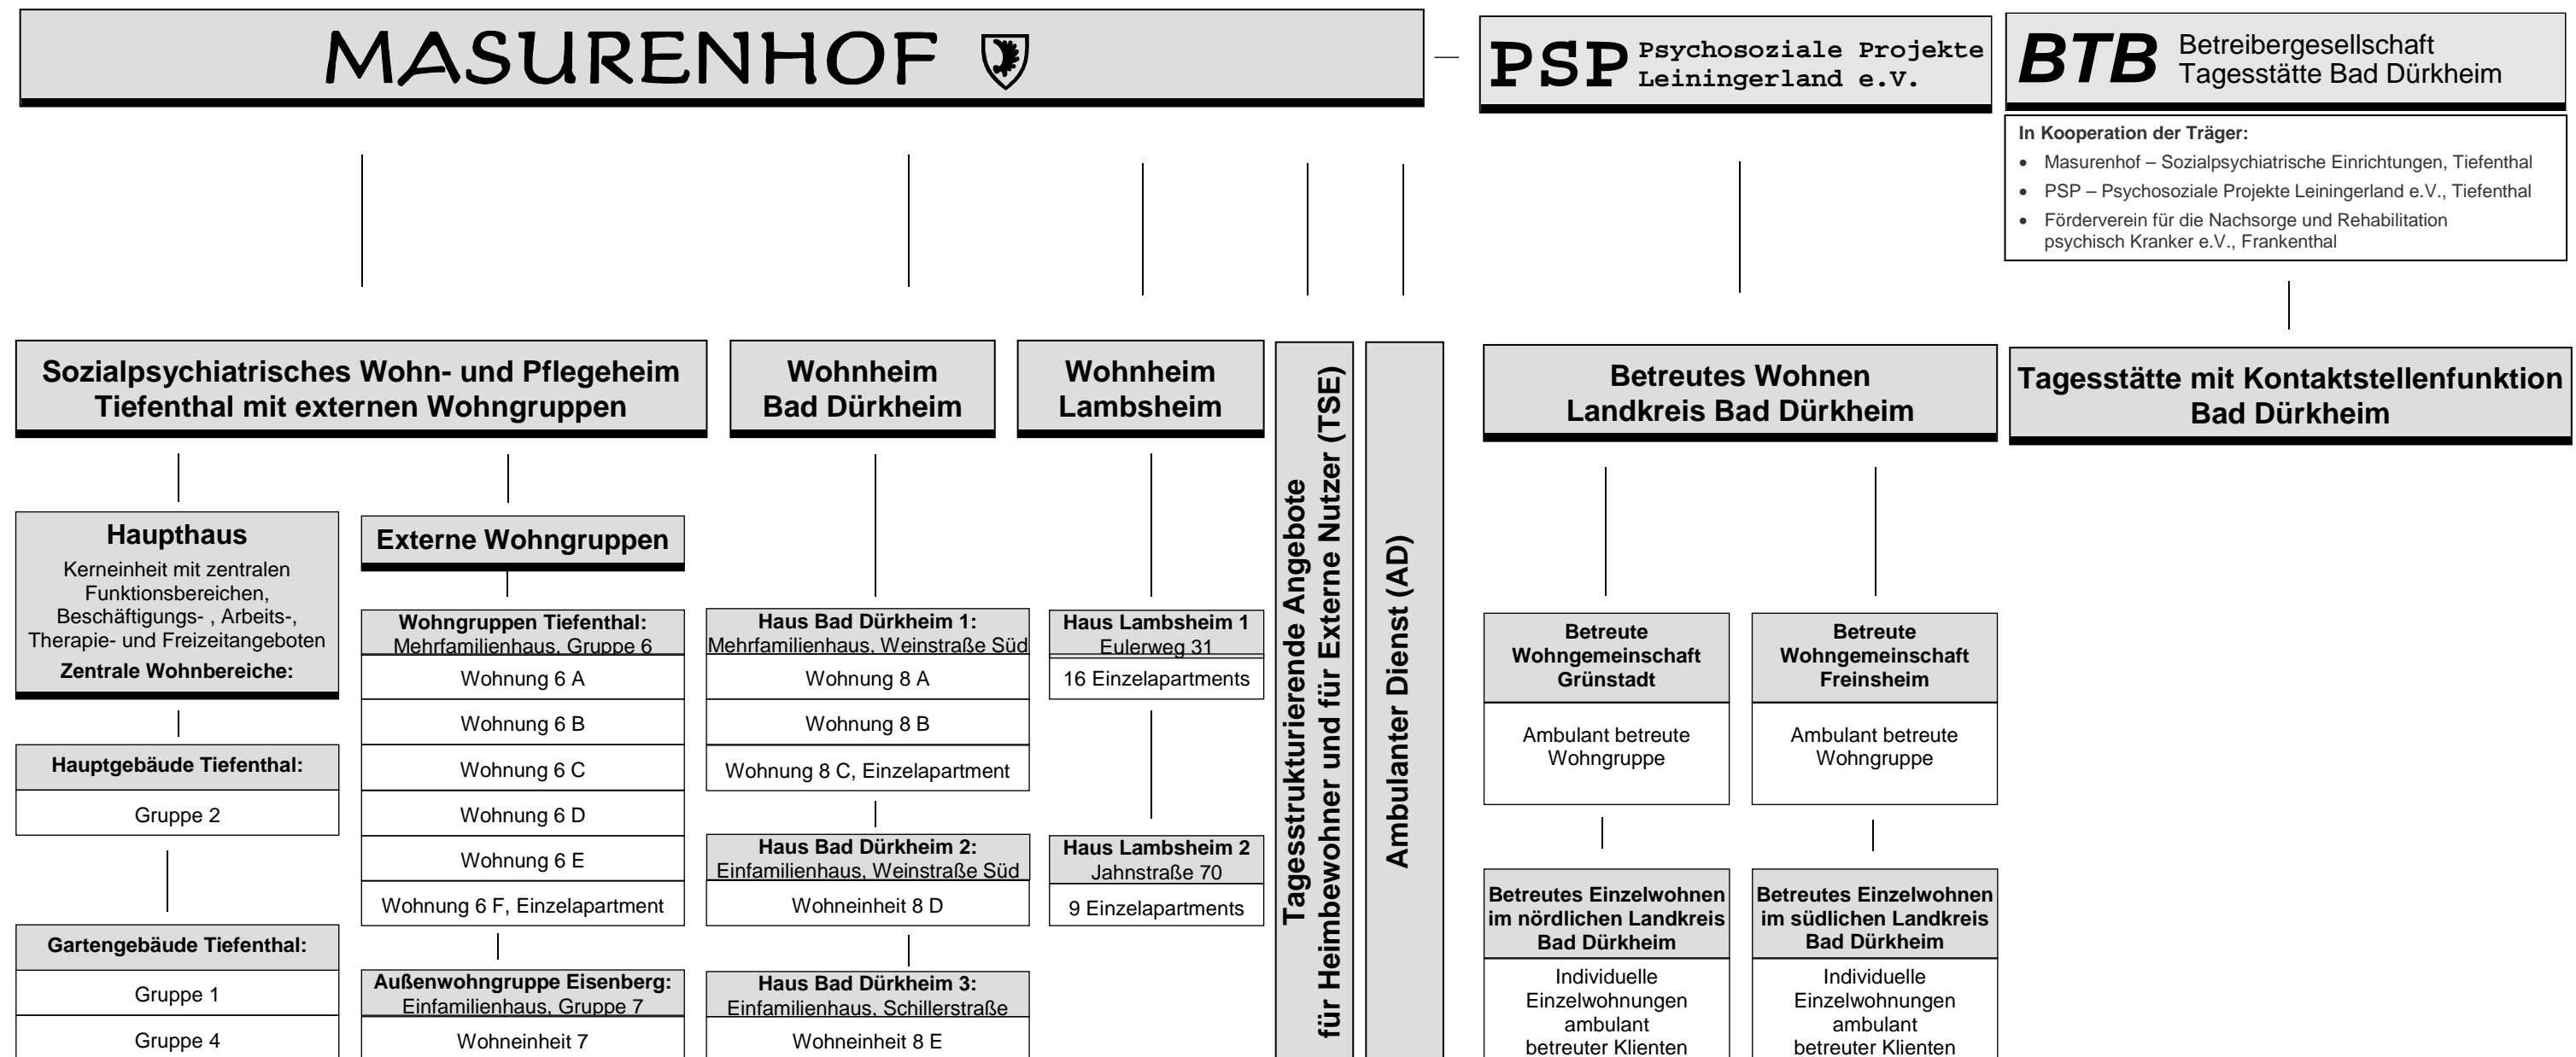 MASURENHOF
PSP Psychosoziale Projekte
Leiningerland e.V.
BTB Betreibergesellschaft
Tagesstätte Bad Dürkheim
In Kooperation der Träger:
• Masurenhof – Sozialpsychiatrische Einrichtungen, Tiefenthal
• PSP – Psychosoziale Projekte Leiningerland e.V., Tiefenthal
• Förderverein für die Nachsorge und Rehabilitation
psychisch Kranker e.V., Frankenthal
Sozialpsychiatrisches Wohn- und Pflegeheim
Tiefenthal mit externen Wohngruppen
Haupthaus
Kerneinheit mit zentralen
Funktionsbereichen,
Beschäftigungs- , Arbeits-,
Therapie- und Freizeitangeboten
Zentrale Wohnbereiche:
Hauptgebäude Tiefenthal:
Gruppe 2
Gartengebäude Tiefenthal:
Gruppe 1
Gruppe 4
Externe Wohngruppen
Wohngruppen Tiefenthal:
Mehrfamilienhaus, Gruppe 6
Wohnung 6 A
Wohnung 6 B
Wohnung 6 C
Wohnung 6 D
Wohnung 6 E
Wohnung 6 F, Einzelapartment
Außenwohngruppe Eisenberg:
Einfamilienhaus, Gruppe 7
Wohneinheit 7
Wohnheim
Bad Dürkheim
Haus Bad Dürkheim 1:
Mehrfamilienhaus, Weinstraße Süd
Wohnung 8 A
Wohnung 8 B
Wohnung 8 C, Einzelapartment
Haus Bad Dürkheim 2:
Einfamilienhaus, Weinstraße Süd
Wohneinheit 8 D
Haus Bad Dürkheim 3:
Einfamilienhaus, Schillerstraße
Wohneinheit 8 E
Wohnheim
Lambsheim
Haus Lambsheim 1
Eulerweg 31
16 Einzelapartments
Haus Lambsheim 2
Jahnstraße 70
9 Einzelapartments
Tagesstrukturierende Angebote
für Heimbewohner und für Externe Nutzer (TSE)
Ambulanter Dienst (AD)
Betreutes Wohnen
Landkreis Bad Dürkheim
Betreute
Wohngemeinschaft
Grünstadt
Ambulant betreute
Wohngruppe
Betreutes Einzelwohnen
im nördlichen Landkreis
Bad Dürkheim
Individuelle
Einzelwohnungen
ambulant
betreuter Klienten
Betreute
Wohngemeinschaft
Freinsheim
Ambulant betreute
Wohngruppe
Betreutes Einzelwohnen
im südlichen Landkreis
Bad Dürkheim
Individuelle
Einzelwohnungen
ambulant
betreuter Klienten
Tagesstätte mit Kontaktstellenfunktion
Bad Dürkheim